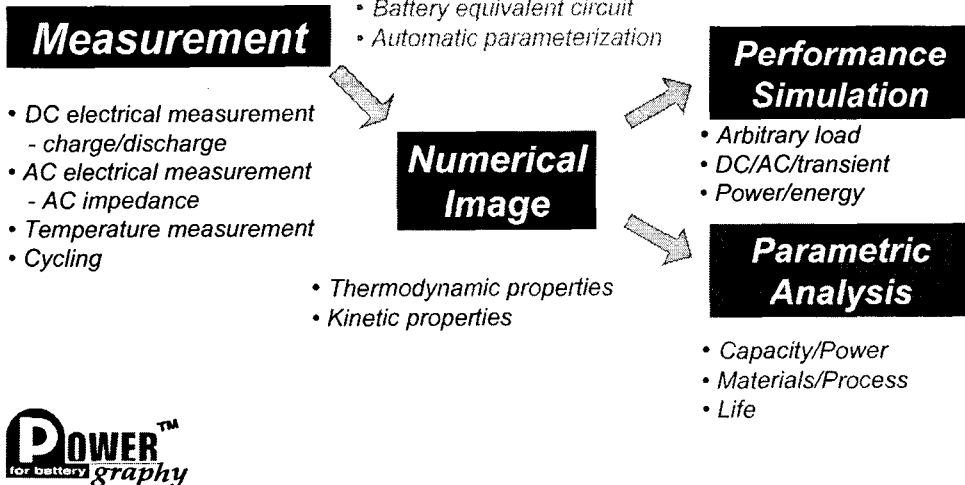 • Battery equivalent circuit
• Automatic parameterization
Measurement
• DC electrical measurement
- charge/discharge
• AC electrical measurement
- AC impedance
• Temperature measurement
• Cycling
Numerical
Image
• Thermodynamic properties
• Kinetic properties
Performance
Simulation
• Arbitrary load
• DC/AC/transient
• Power/energy
Parametric
Analysis
• Capacity/Power
• Materials/Process
• Life
POWER™
for battery graphy